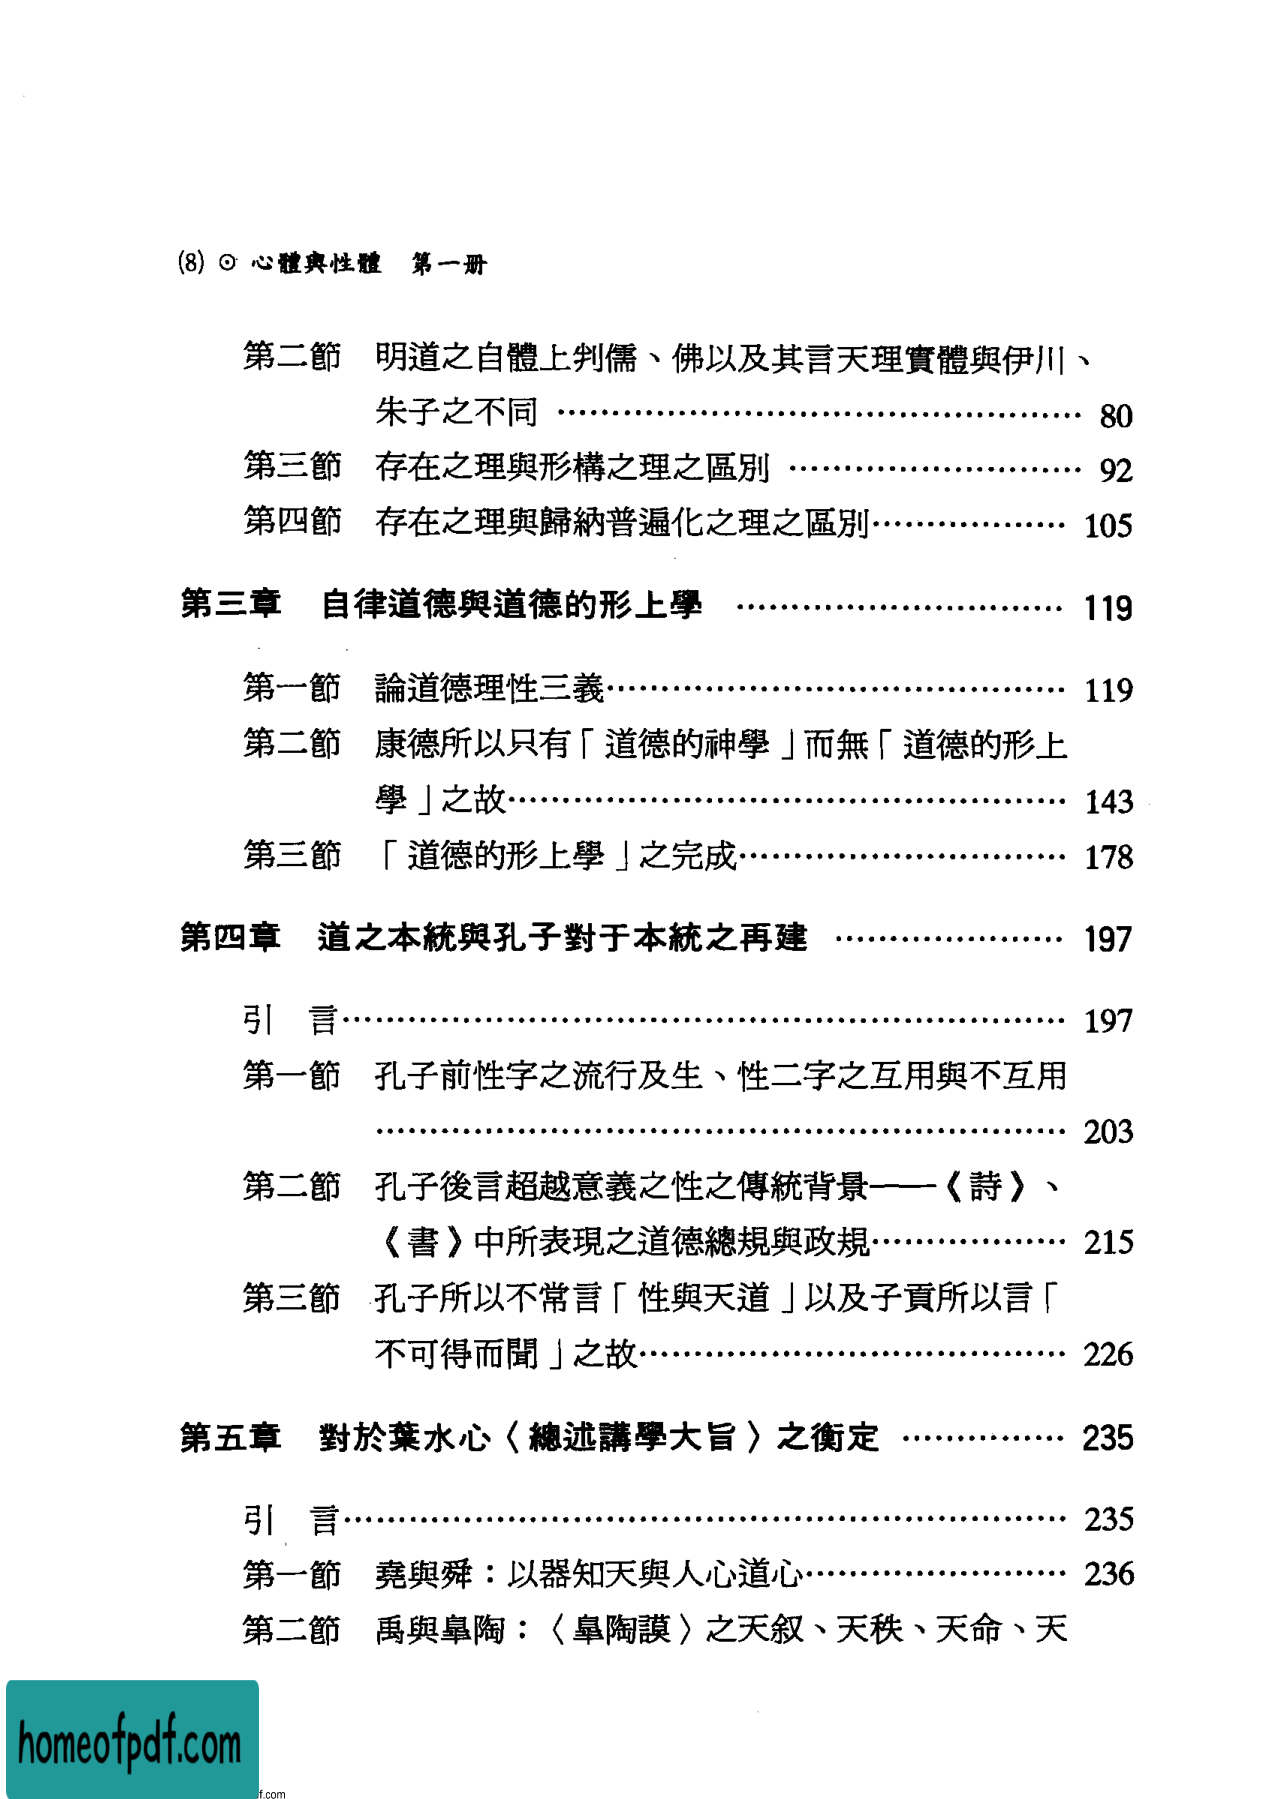 (8) ⊙ 心體與性體　第一册
第二節　明道之自體上判儒、佛以及其言天理實體與伊川、
朱子之不同 …………………………………………… 80
第三節　存在之理與形構之理之區別 ……………………… 92
第四節　存在之理與歸納普遍化之理之區別……………… 105
第三章　自律道德與道德的形上學 ………………………… 119
第一節　論道德理性三義…………………………………… 119
第二節　康德所以只有「道德的神學」而無「道德的形上
學」之故…………………………………………… 143
第三節　「道德的形上學」之完成………………………… 178
第四章　道之本統與孔子對于本統之再建 ………………… 197
引　言………………………………………………………… 197
第一節　孔子前性字之流行及生、性二字之互用與不互用
……………………………………………………… 203
第二節　孔子後言超越意義之性之傳統背景——《詩》、
《書》中所表現之道德總規與政規……………… 215
第三節　孔子所以不常言「性與天道」以及子貢所以言「
不可得而聞」之故………………………………… 226
第五章　對於葉水心〈總述講學大旨〉之衡定 …………… 235
引　言………………………………………………………… 235
第一節　堯與舜：以器知天與人心道心…………………… 236
第二節　禹與臯陶：〈臯陶謨〉之天叙、天秩、天命、天
homeofpdf.com
f.com